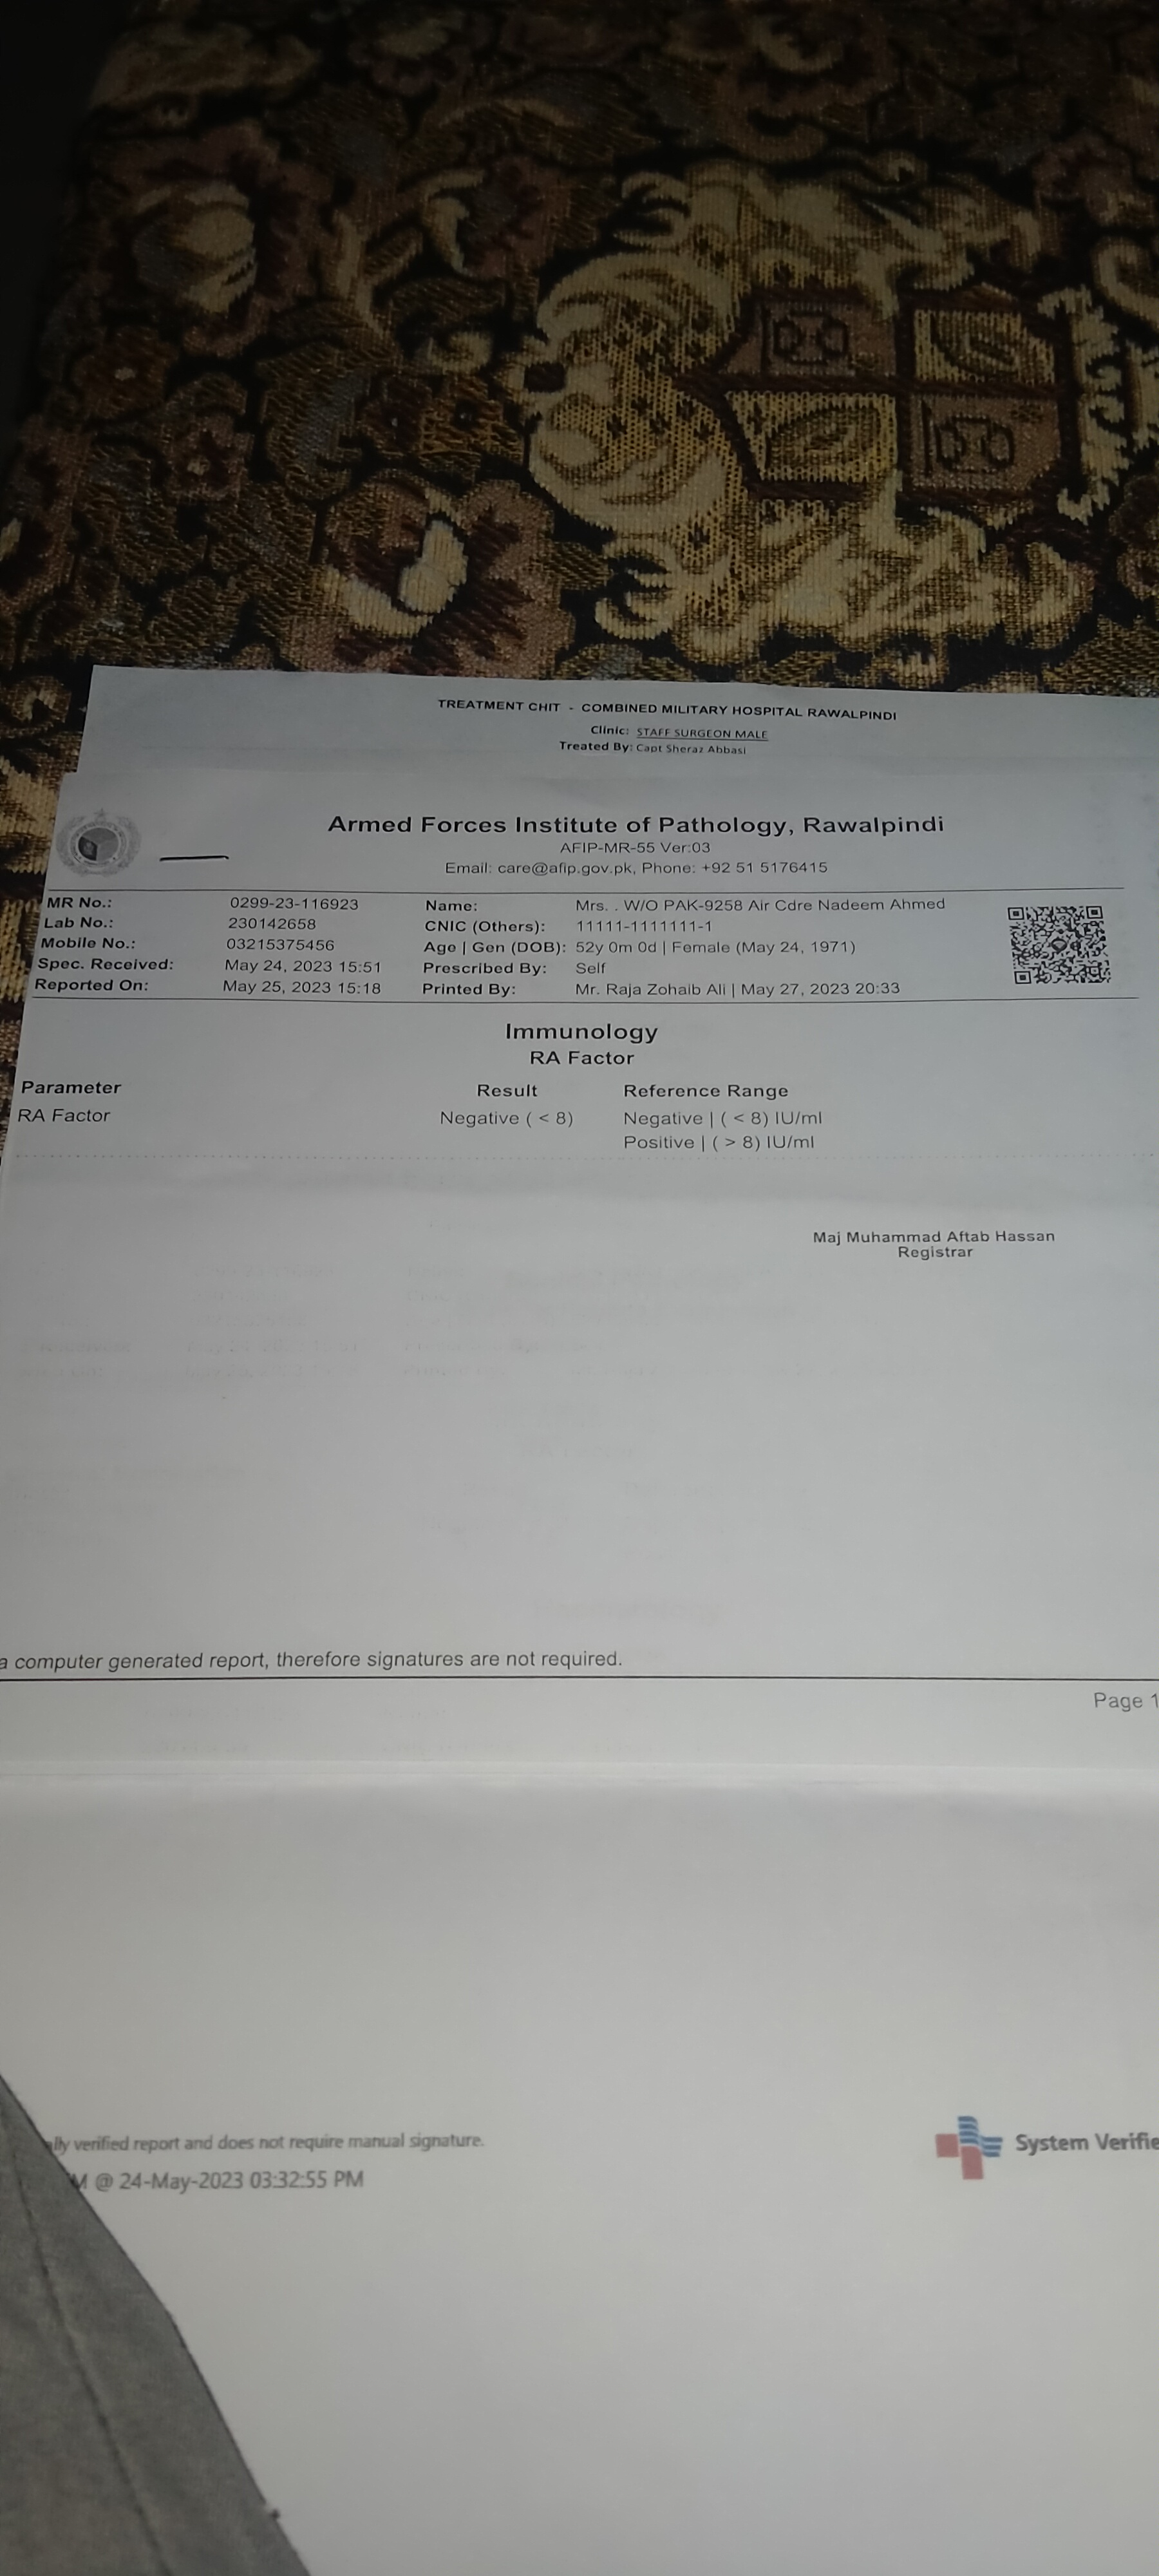 TREATMENT CHIT - COMBINED MILITARY HOSPITAL RAWALPINDI
Clinic: STAFF SURGEON MALE
Treated By: Capt Sheraz Abbasi
Armed Forces Institute of Pathology, Rawalpindi
AFIP-MR-55 Ver:03
Email: care@afip.gov.pk, Phone: +92 51 5176415
MR No.: 0299-23-116923 Name: Mrs. . W/O PAK-9258 Air Cdre Nadeem Ahmed
Lab No.: 230142658 CNIC (Others): 11111-1111111-1
Mobile No.: 03215375456 Age | Gen (DOB): 52y 0m 0d | Female (May 24, 1971)
Spec. Received: May 24, 2023 15:51 Prescribed By: Self
Reported On: May 25, 2023 15:18 Printed By: Mr. Raja Zohaib Ali | May 27, 2023 20:33
Immunology
RA Factor
Parameter Result Reference Range
RA Factor Negative ( < 8) Negative | ( < 8) IU/ml
Positive | ( > 8) IU/ml
Maj Muhammad Aftab Hassan
Registrar
a computer generated report, therefore signatures are not required.
Page 1
lly verified report and does not require manual signature.
System Verifie
M @ 24-May-2023 03:32:55 PM